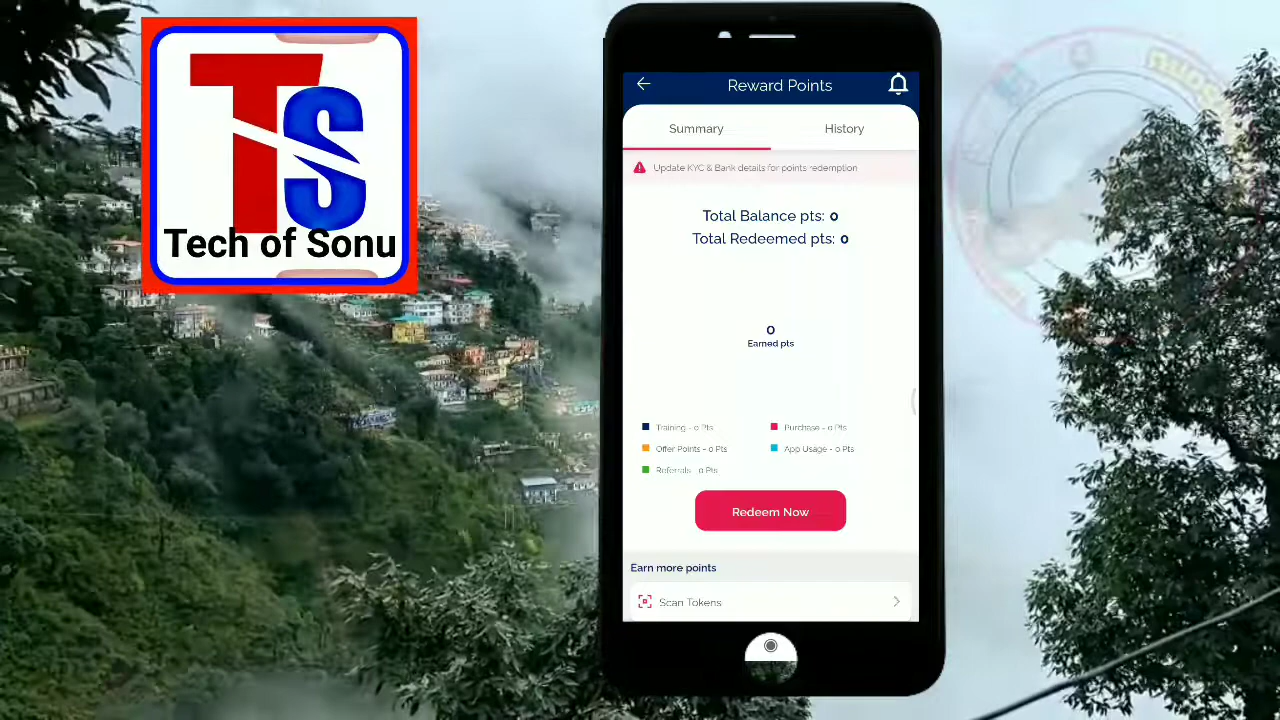 TS
Tech of Sonu
Reward Points
Summary
History
Update KYC & Bank details for points redemption
Total Balance pts: 0
Total Redeemed pts: 0
0
Earned pts
Training - 0 Pts
Purchase - 0 Pts
Offer Points - 0 Pts
App Usage - 0 Pts
Referrals - 0 Pts
Redeem Now
Earn more points
Scan Tokens